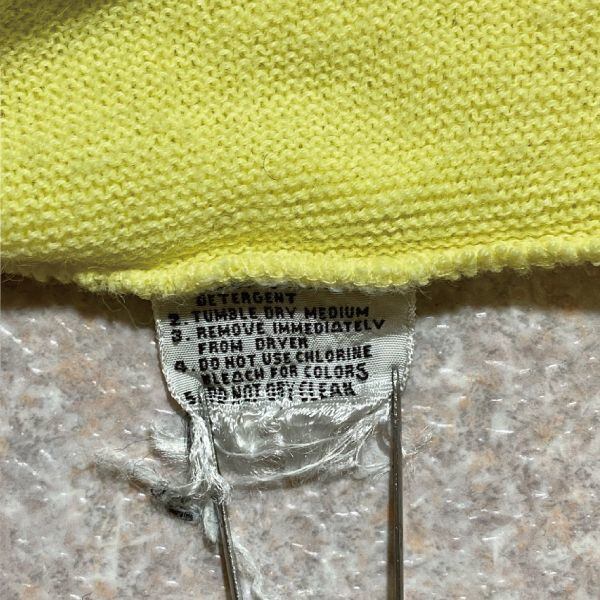 DETERGENT
2. TUMBLE DRY MEDIUM
3. REMOVE IMMEDIATELY
FROM DRYER
4. DO NOT USE CHLORINE
BLEACH FOR COLORS
5. DO NOT DRY CLEAN